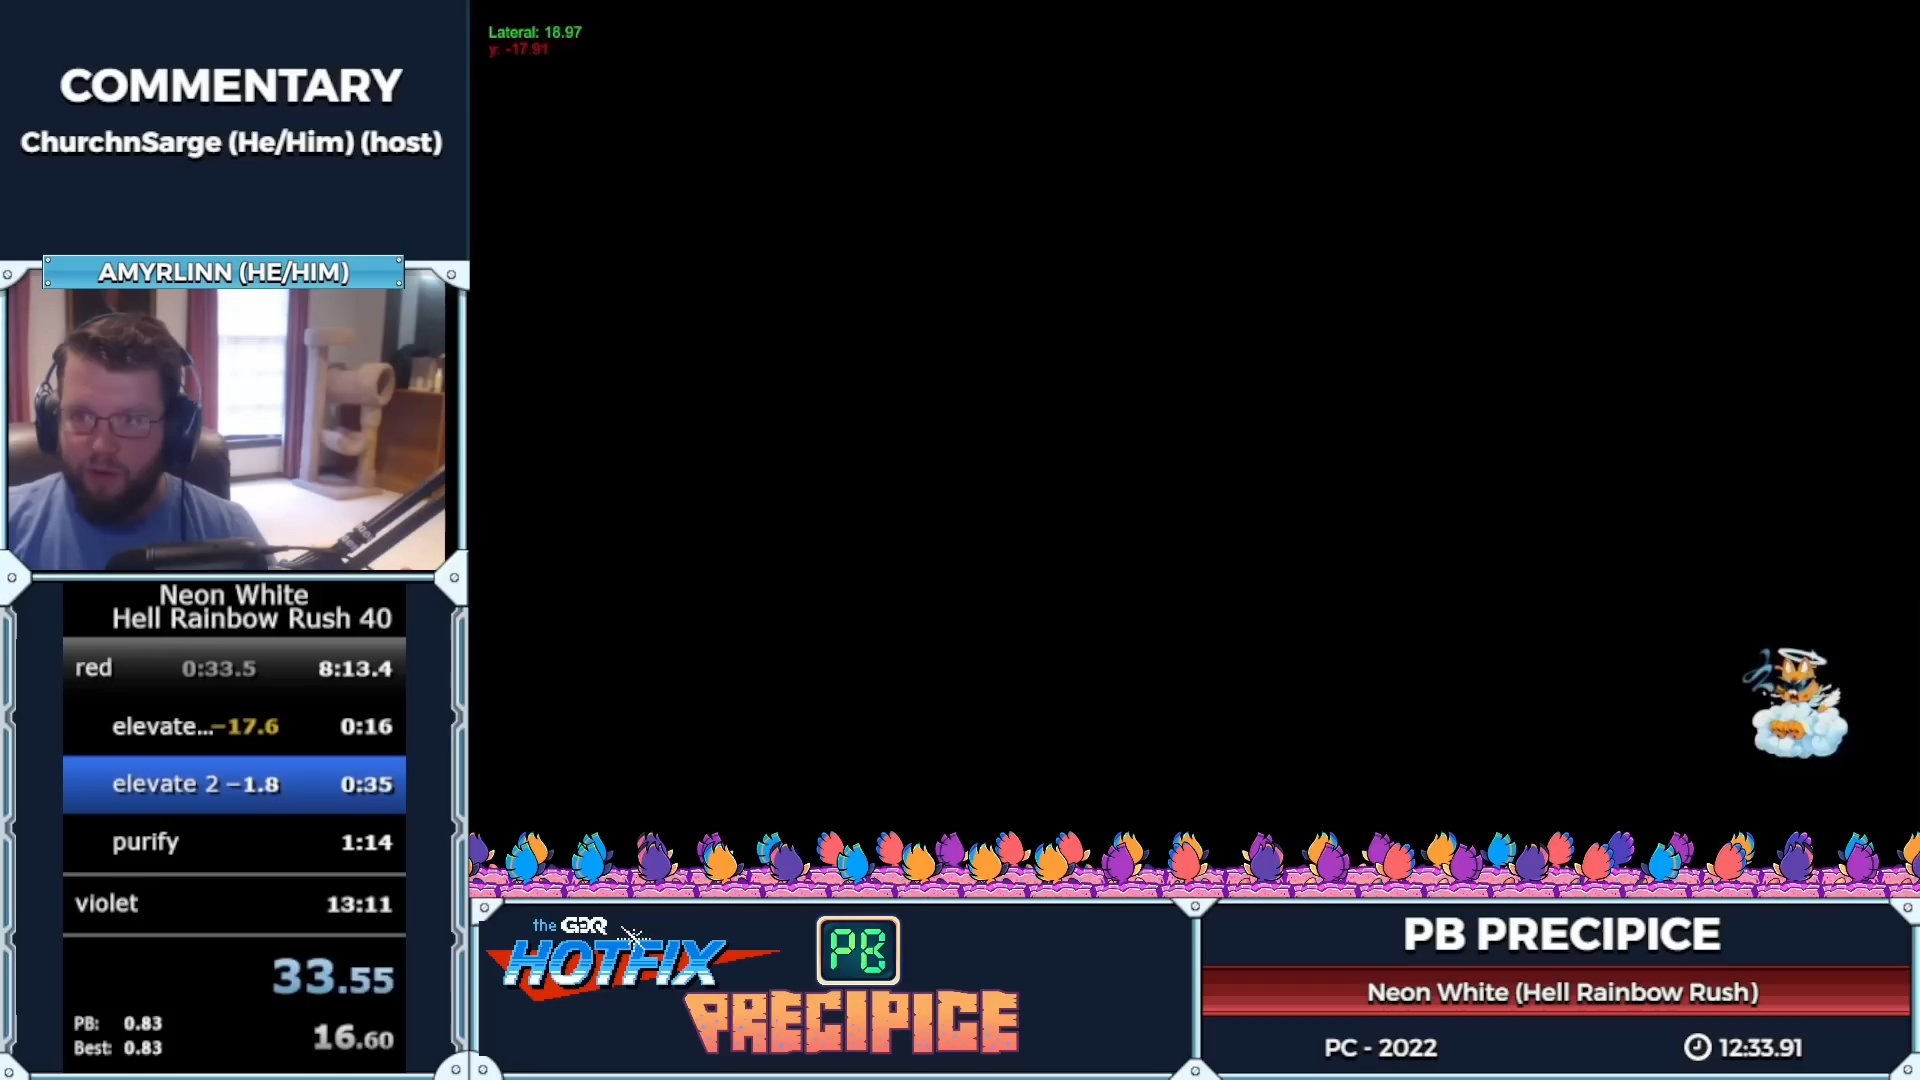 Lateral: 18.97
y: -17.91
COMMENTARY
ChurchnSarge (He/Him) (host)
AMYRLINN (HE/HIM)
Neon White
Hell Rainbow Rush 40
red 0:33.5 8:13.4
elevate...−17.6 0:16
elevate 2 −1.8 0:35
purify 1:14
violet 13:11
33.55
PB: 0.83
Best: 0.83
16.60
the GDQ
HOTFIX
PB
PRECIPICE
PB PRECIPICE
Neon White (Hell Rainbow Rush)
PC - 2022
12:33.91